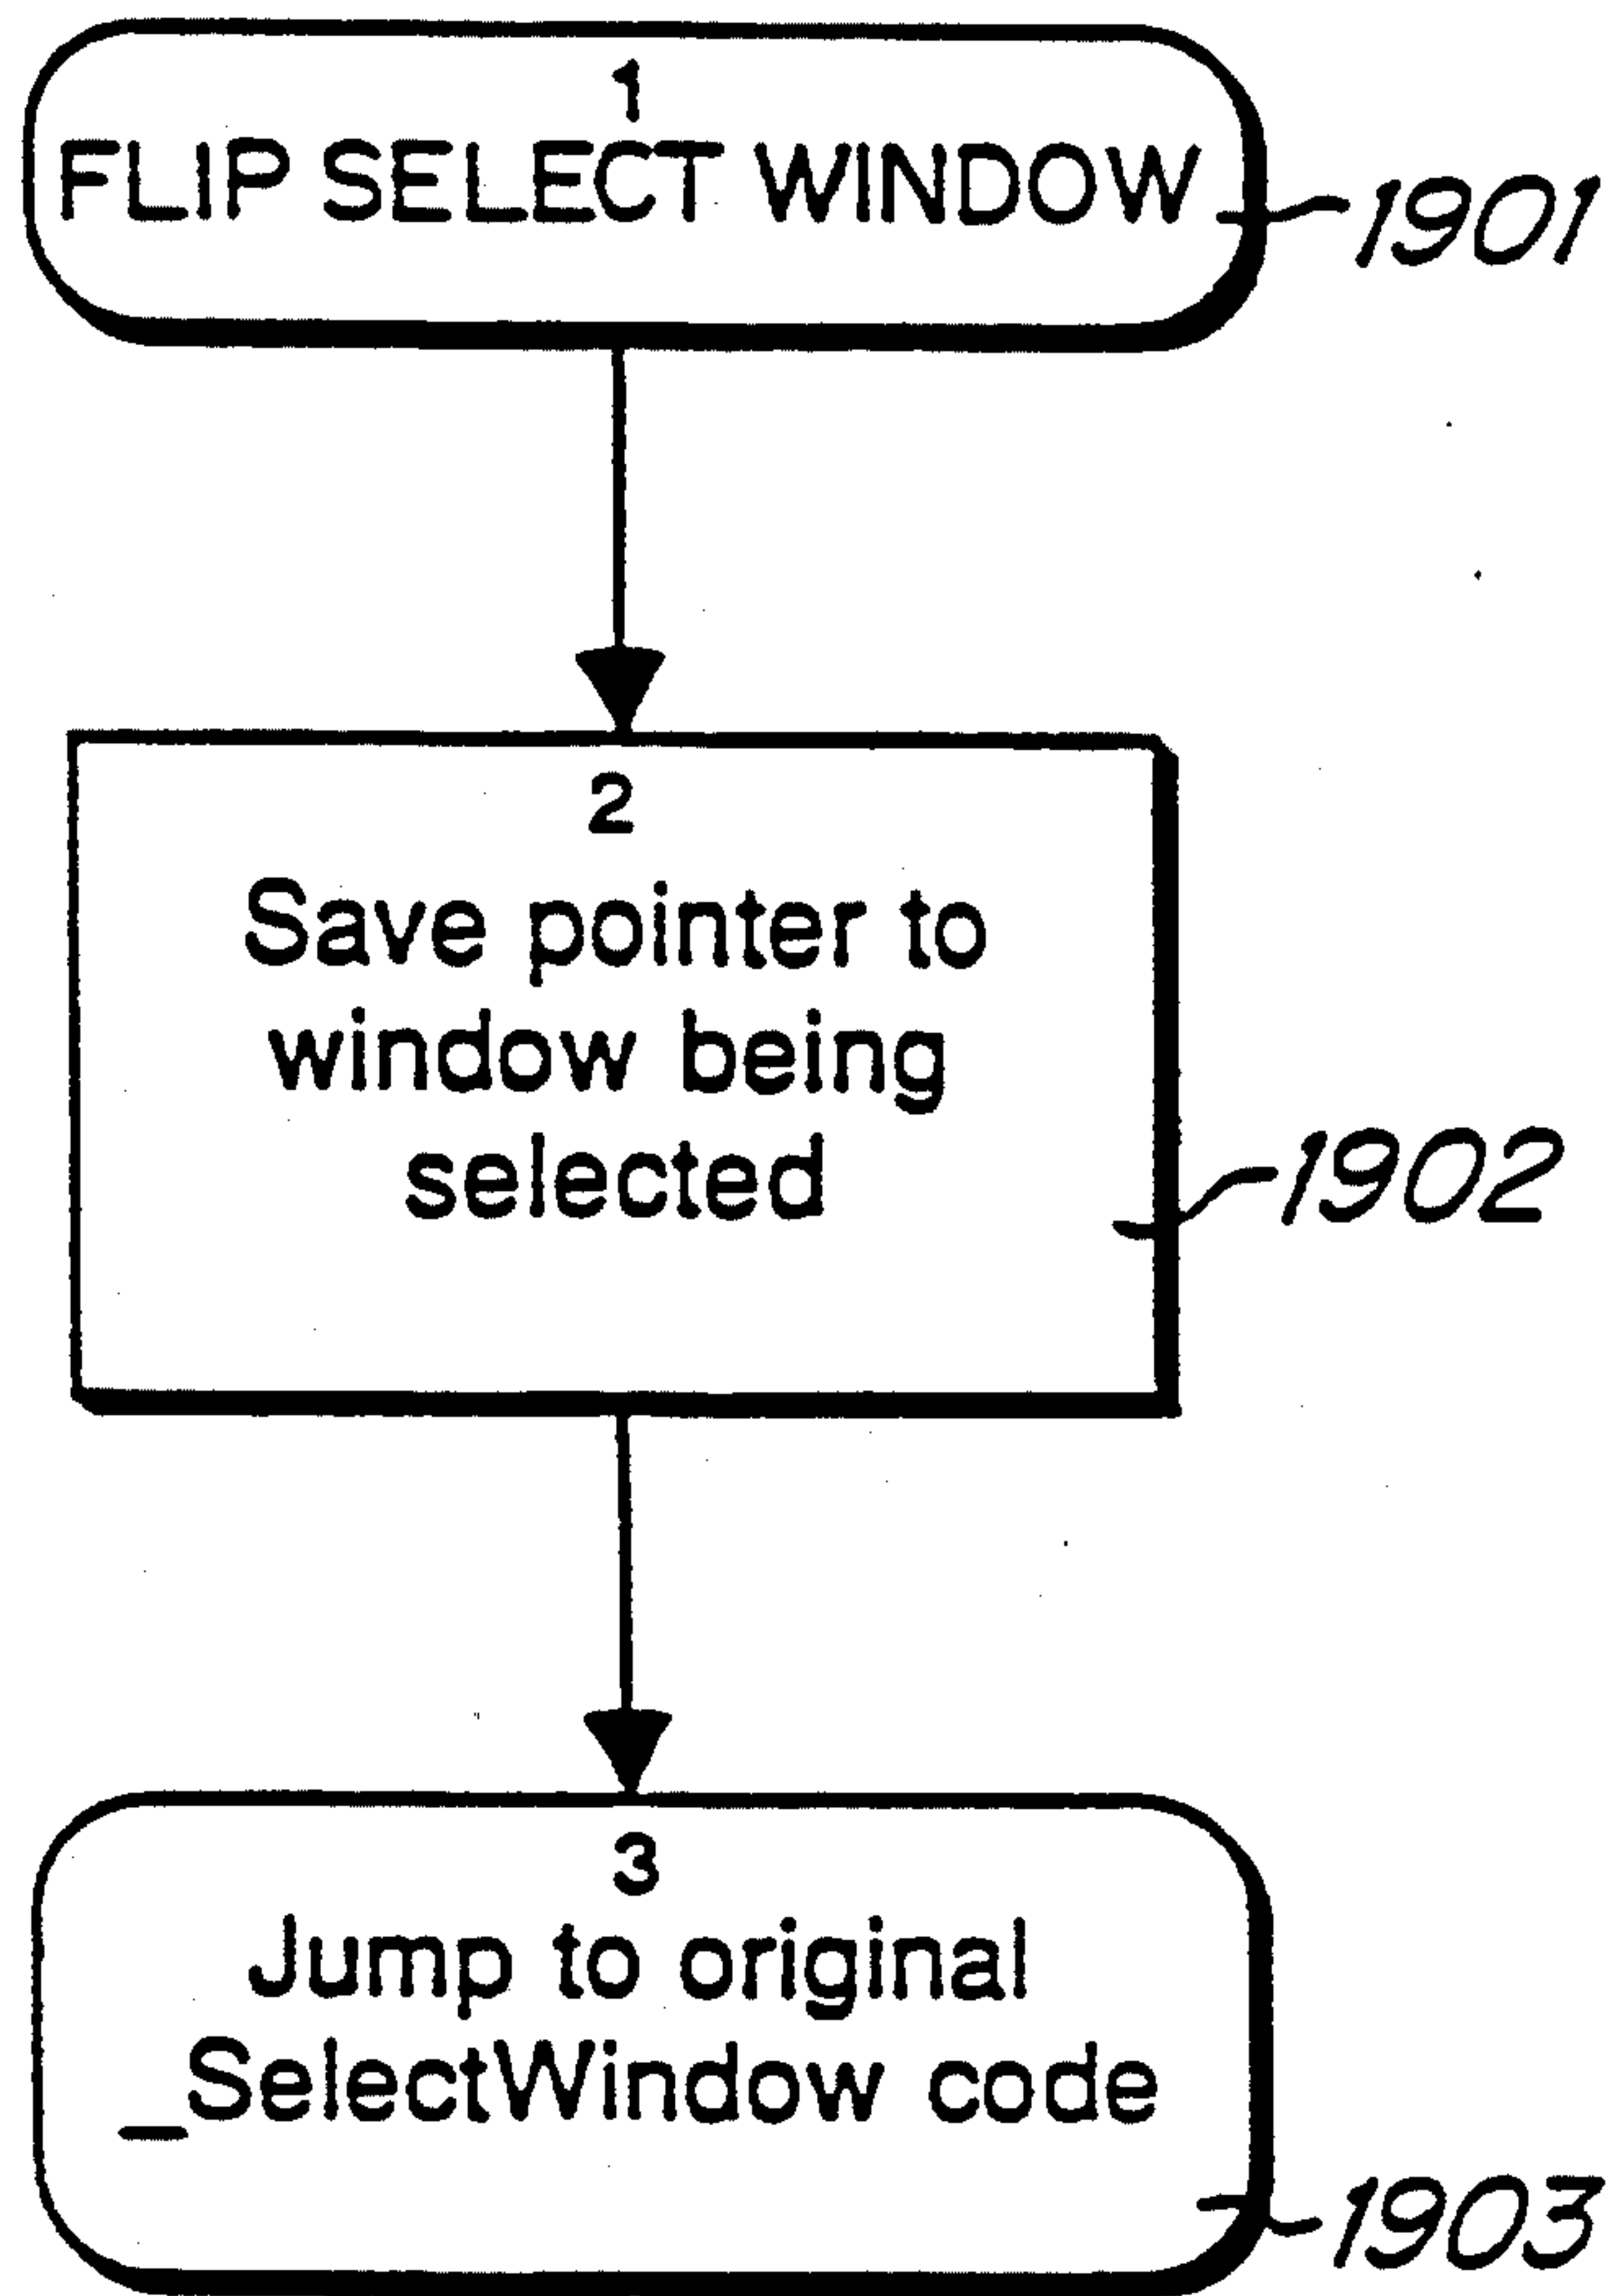 1
FLIP SELECT WINDOW
1901
2
Save pointer to
window being
selected
1902
3
Jump to original
_SelectWindow code
1903